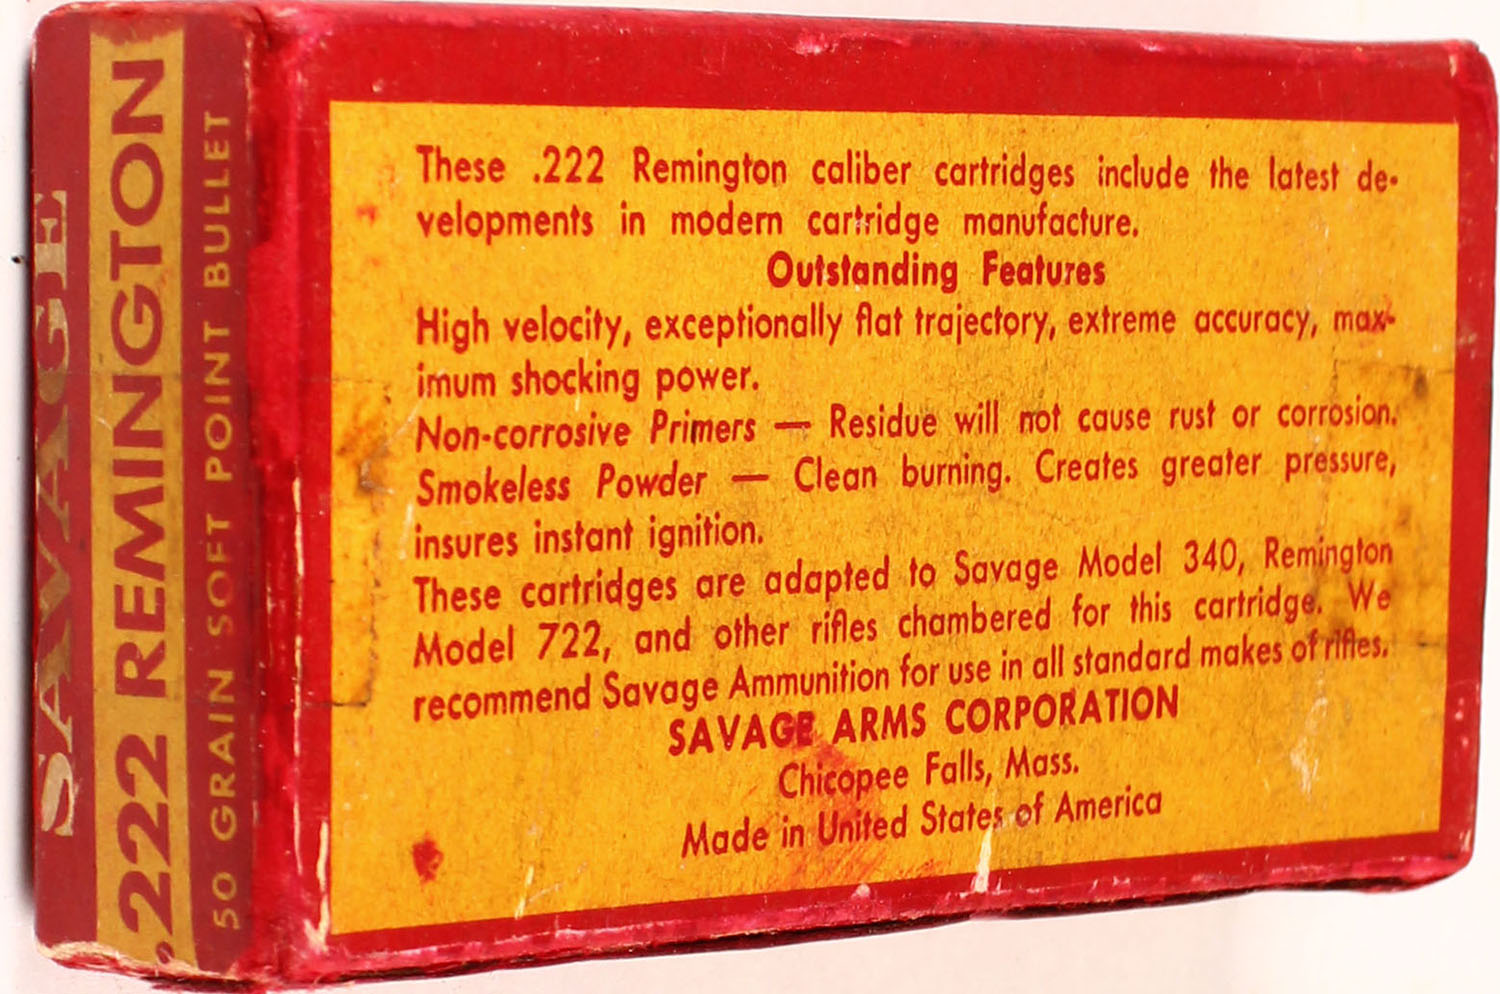 SAVAGE
.222 REMINGTON
50 GRAIN SOFT POINT BULLET
These .222 Remington caliber cartridges include the latest de-
velopments in modern cartridge manufacture.
Outstanding Features
High velocity, exceptionally flat trajectory, extreme accuracy, max-
imum shocking power.
Non-corrosive Primers — Residue will not cause rust or corrosion.
Smokeless Powder — Clean burning. Creates greater pressure,
insures instant ignition.
These cartridges are adapted to Savage Model 340, Remington
Model 722, and other rifles chambered for this cartridge. We
recommend Savage Ammunition for use in all standard makes of rifles.
SAVAGE ARMS CORPORATION
Chicopee Falls, Mass.
Made in United States of America